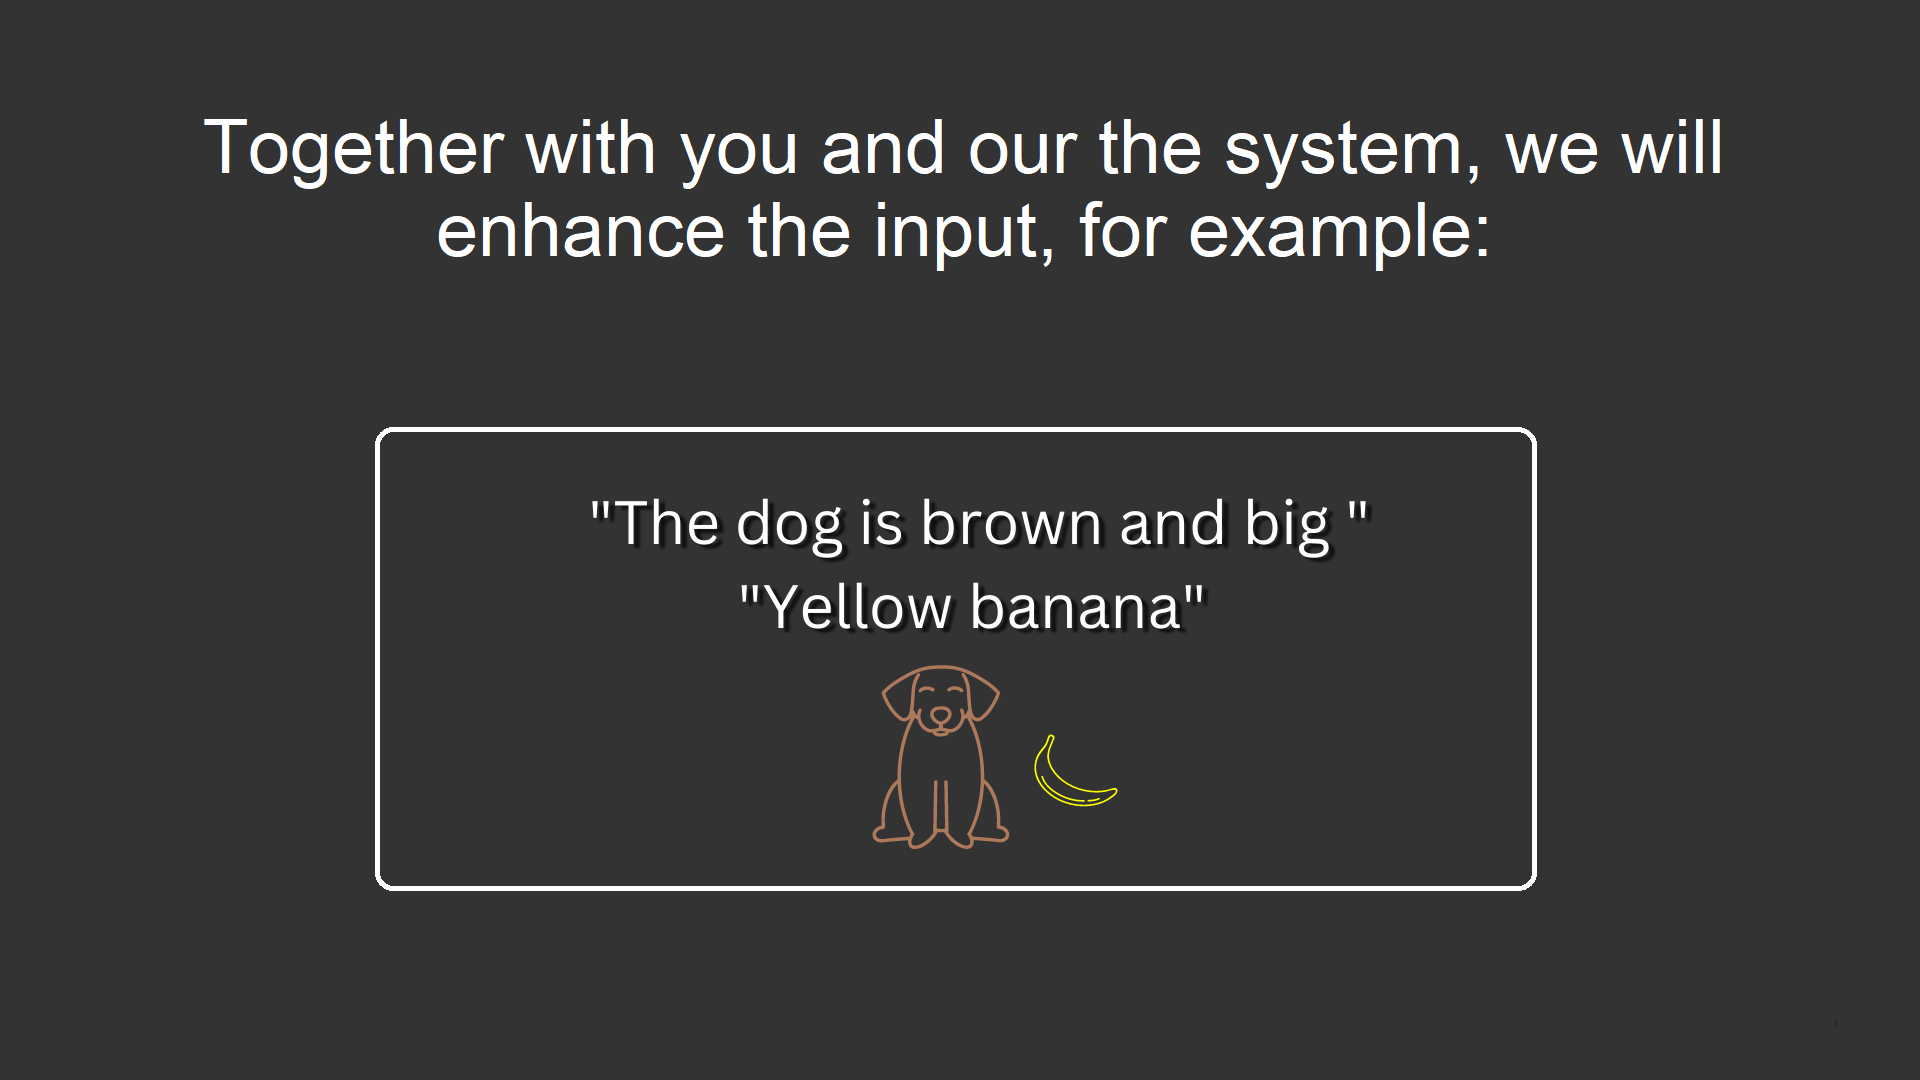 Together with you and our the system, we will
enhance the input, for example:
"The dog is brown and big "
"Yellow banana"